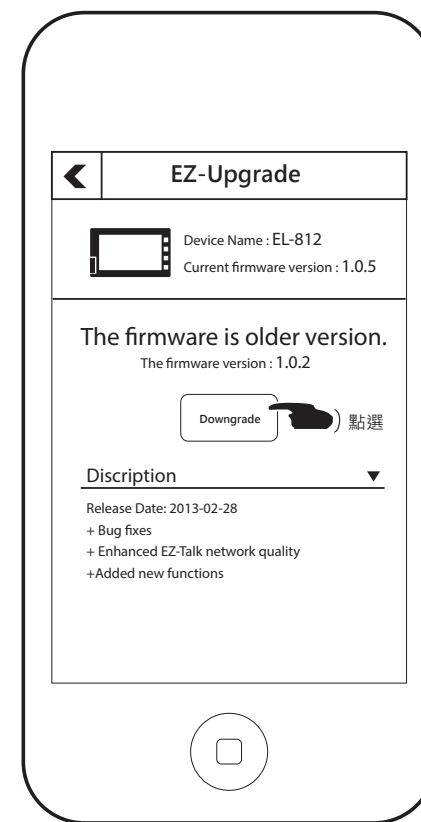 EZ-Upgrade
Device Name : EL-812
Current firmware version : 1.0.5
The firmware is older version.
The firmware version : 1.0.2
Downgrade
點選
Discription
Release Date: 2013-02-28
+ Bug fixes
+ Enhanced EZ-Talk network quality
+Added new functions